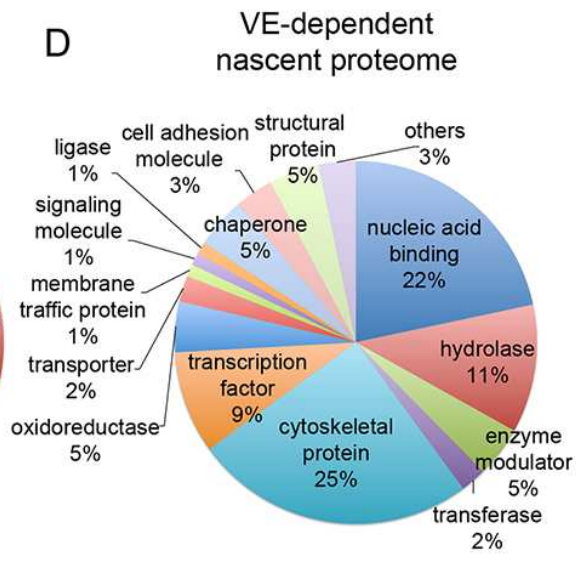 D
VE-dependent
nascent proteome
structural
protein
5%
others
3%
cell adhesion
molecule
3%
ligase
1%
signaling
molecule
1%
chaperone
5%
nucleic acid
binding
22%
membrane
traffic protein
1%
transporter
2%
hydrolase
11%
transcription
factor
9%
oxidoreductase
5%
cytoskeletal
protein
25%
enzyme
modulator
5%
transferase
2%